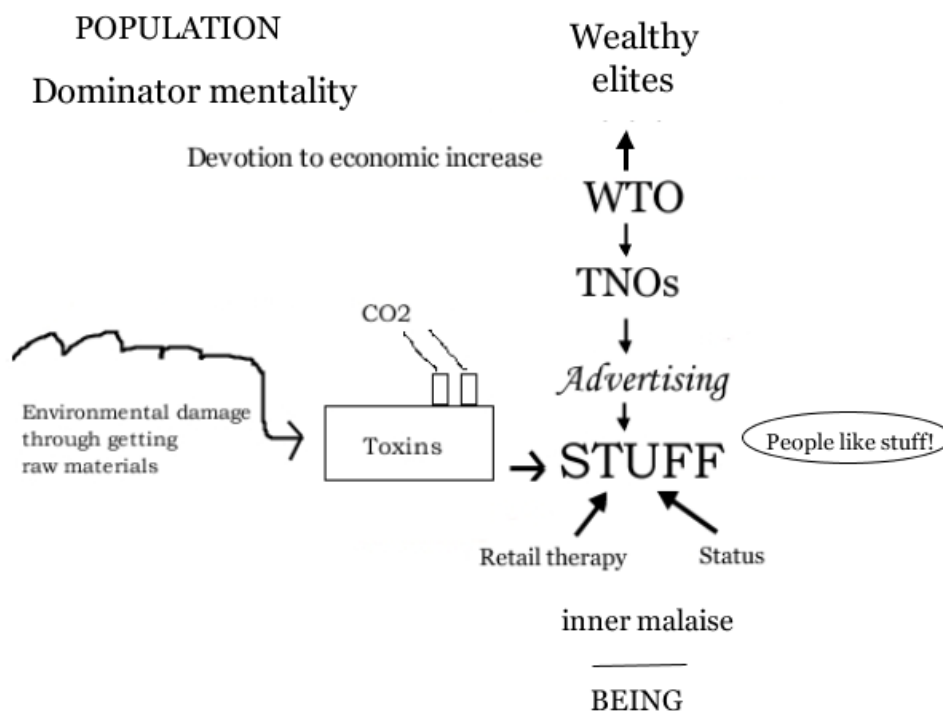 POPULATION
Wealthy
elites
Dominator mentality
Devotion to economic increase
WTO
TNOs
CO2
Advertising
Environmental damage
through getting
raw materials
Toxins
STUFF
People like stuff!
Retail therapy
Status
inner malaise
BEING